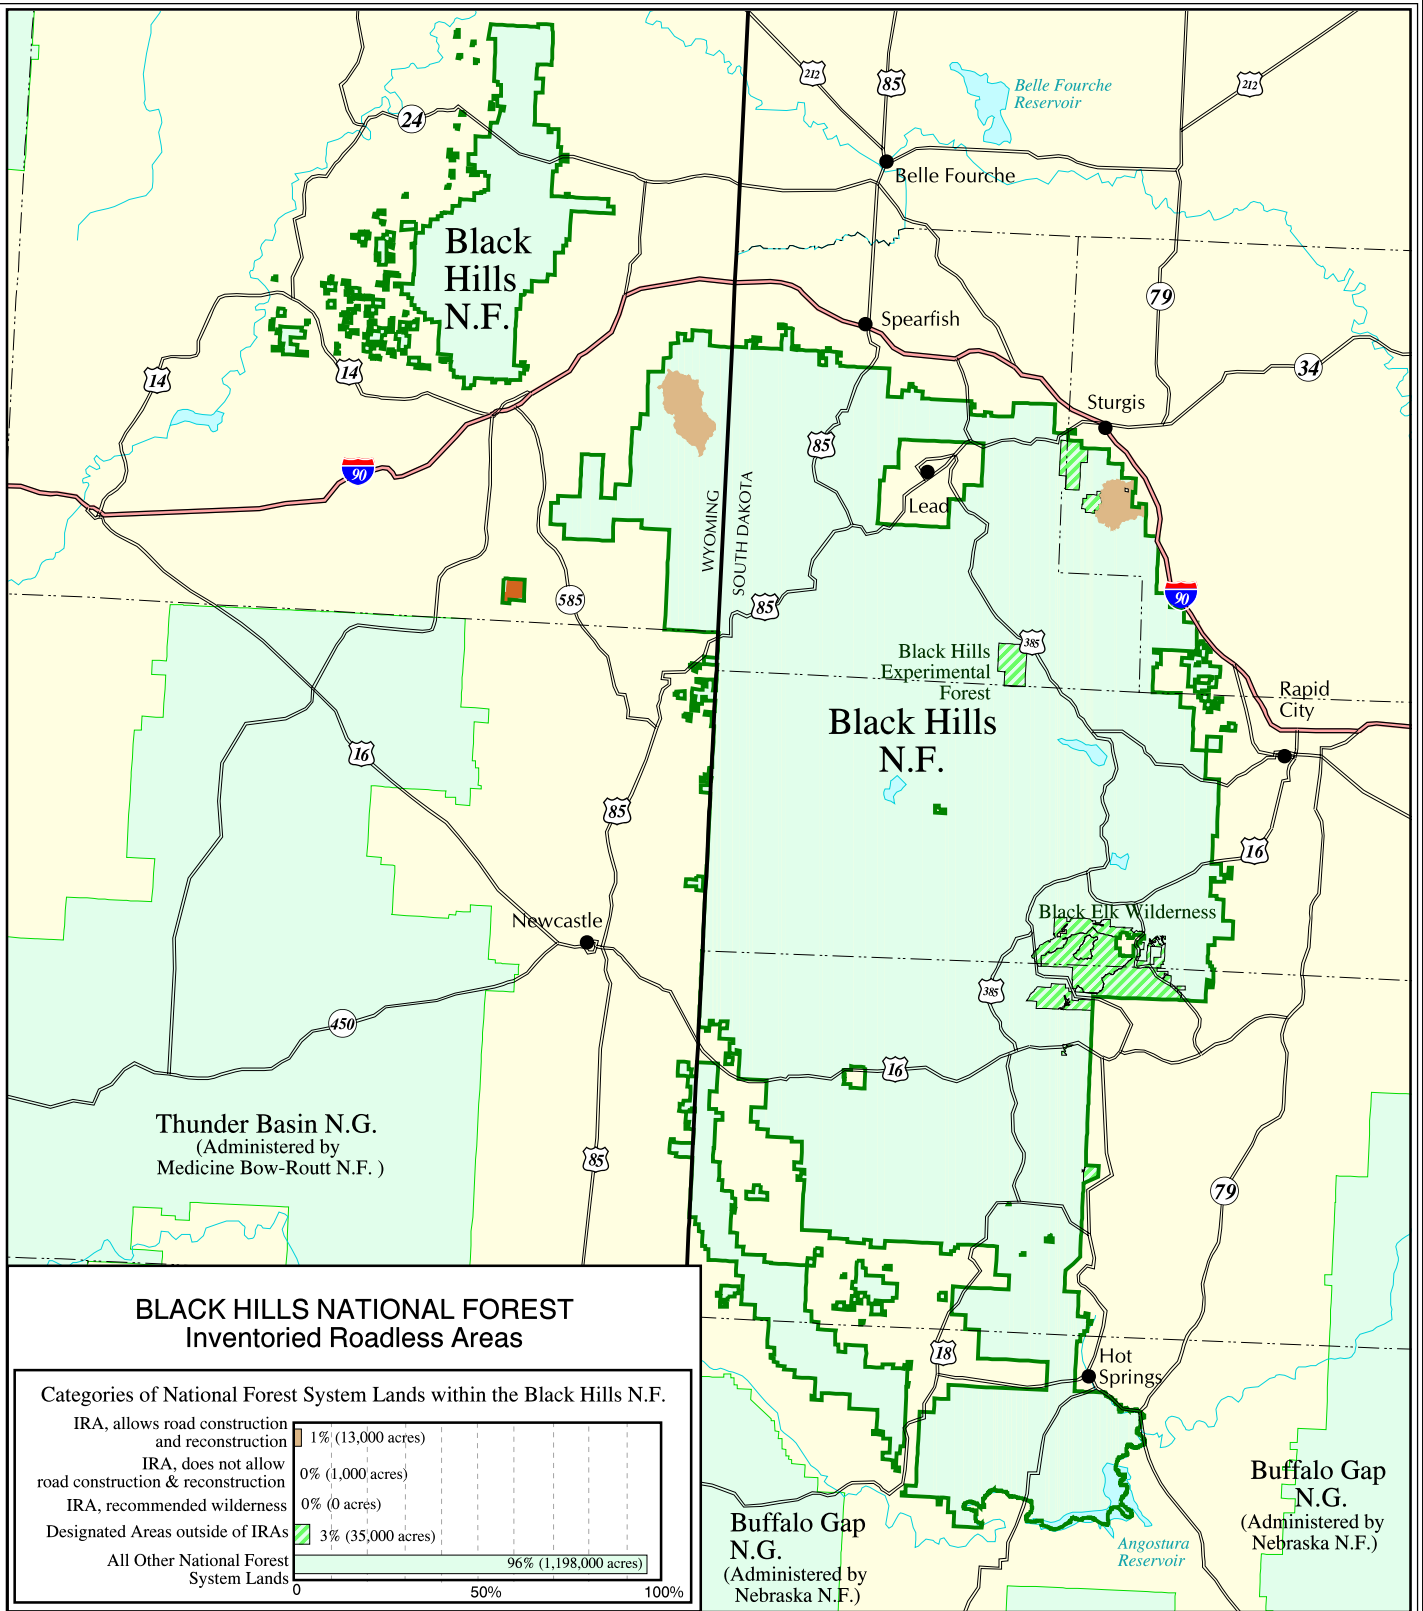 212
85
212
Belle Fourche
Reservoir
24
Belle Fourche
Black
Hills
N.F.
79
Spearfish
34
14
14
Sturgis
85
90
Lead
WYOMING
SOUTH DAKOTA
585
85
90
385
Black Hills
Experimental
Forest
Rapid
City
Black Hills
N.F.
16
85
16
Newcastle
Black Elk Wilderness
385
450
16
Thunder Basin N.G.
(Administered by
Medicine Bow-Routt N.F. )
85
79
18
Hot
Springs
Buffalo Gap
N.G.
(Administered by
Nebraska N.F.)
Buffalo Gap
N.G.
(Administered by
Nebraska N.F.)
Angostura
Reservoir
BLACK HILLS NATIONAL FOREST
Inventoried Roadless Areas
Categories of National Forest System Lands within the Black Hills N.F.
IRA, allows road construction
and reconstruction
1% (13,000 acres)
IRA, does not allow
road construction & reconstruction
0% (1,000 acres)
IRA, recommended wilderness
0% (0 acres)
Designated Areas outside of IRAs
3% (35,000 acres)
All Other National Forest
System Lands
96% (1,198,000 acres)
0
50%
100%